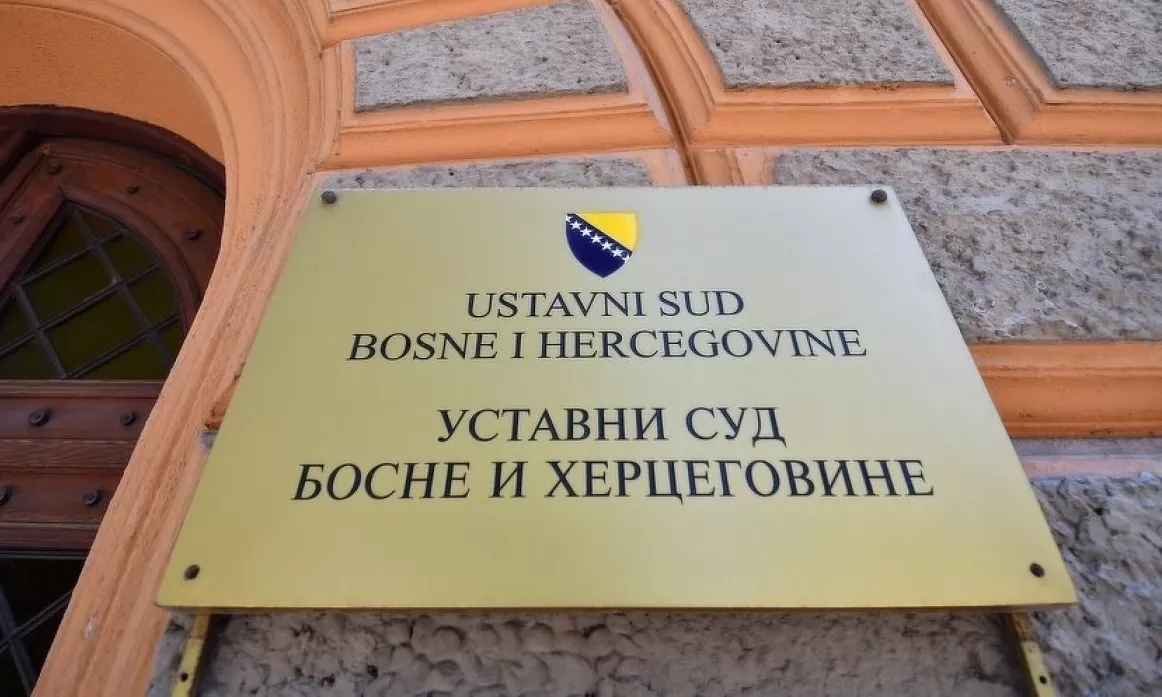 USTAVNI SUD
BOSNE I HERCEGOVINE
УСТАВНИ СУД
БОСНЕ И ХЕРЦЕГОВИНЕ